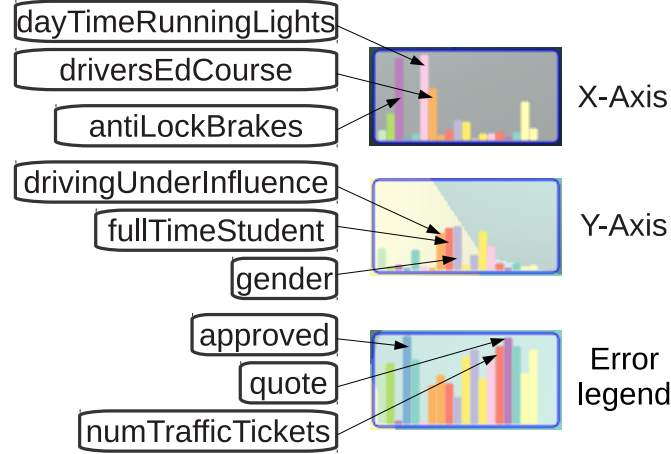 dayTimeRunningLights
driversEdCourse
antiLockBrakes
X-Axis
drivingUnderInfluence
fullTimeStudent
gender
Y-Axis
approved
quote
numTrafficTickets
Error
legend